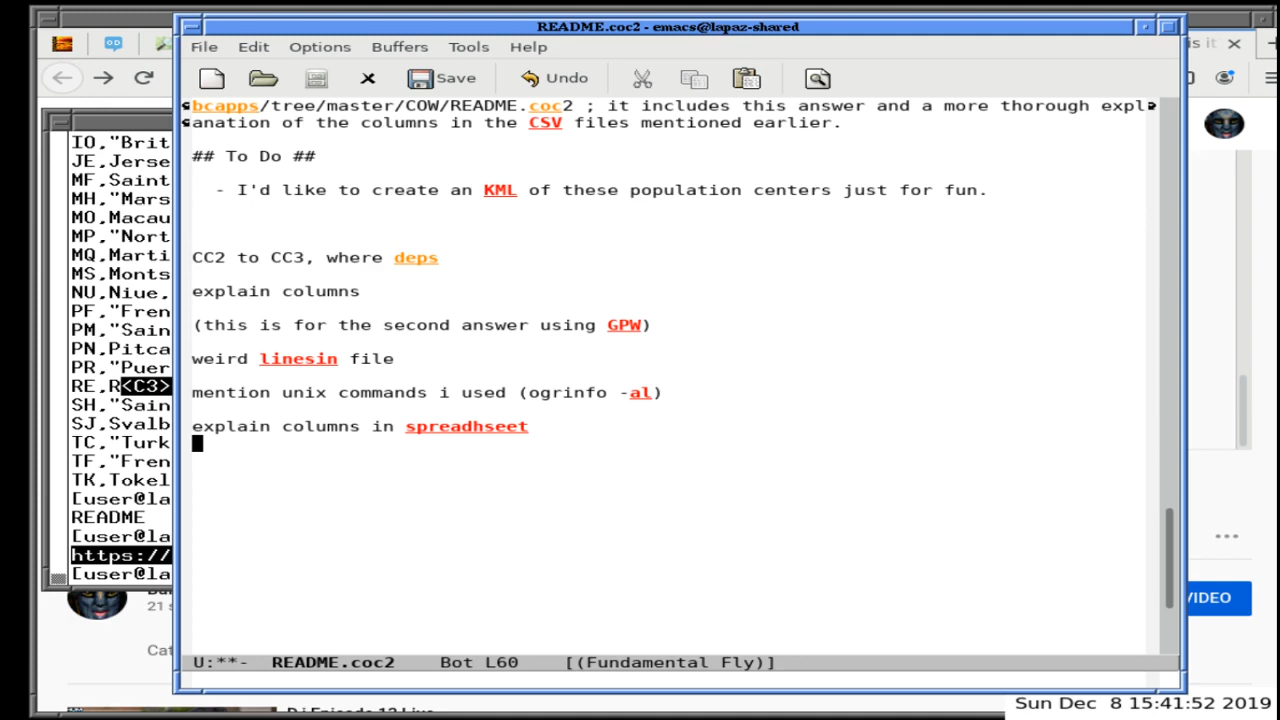 README.coc2 - emacs@lapaz-shared
File Edit Options Buffers Tools Help
Save Undo
bcapps/tree/master/COW/README.coc2 ; it includes this answer and a more thorough expl
anation of the columns in the CSV files mentioned earlier.
## To Do ##
- I'd like to create an KML of these population centers just for fun.
CC2 to CC3, where deps
explain columns
(this is for the second answer using GPW)
weird linesin file
mention unix commands i used (ogrinfo -al)
explain columns in spreadhseet
U:**- README.coc2 Bot L60 [(Fundamental Fly)]
IO,"Brit
JE,Jerse
MF,Saint
MH,"Mars
MO,Macau
MP,"Nort
MQ,Marti
MS,Monts
NU,Niue,
PF,"Fren
PM,"Sain
PN,Pitca
PR,"Puer
RE,R<C3>
SH,"Sain
SJ,Svalb
TC,"Turk
TF,"Fren
TK,Tokel
[user@la
README
[user@la
https://
[user@la
is it
VIDEO
21 s
Cat
Sun Dec 8 15:41:52 2019